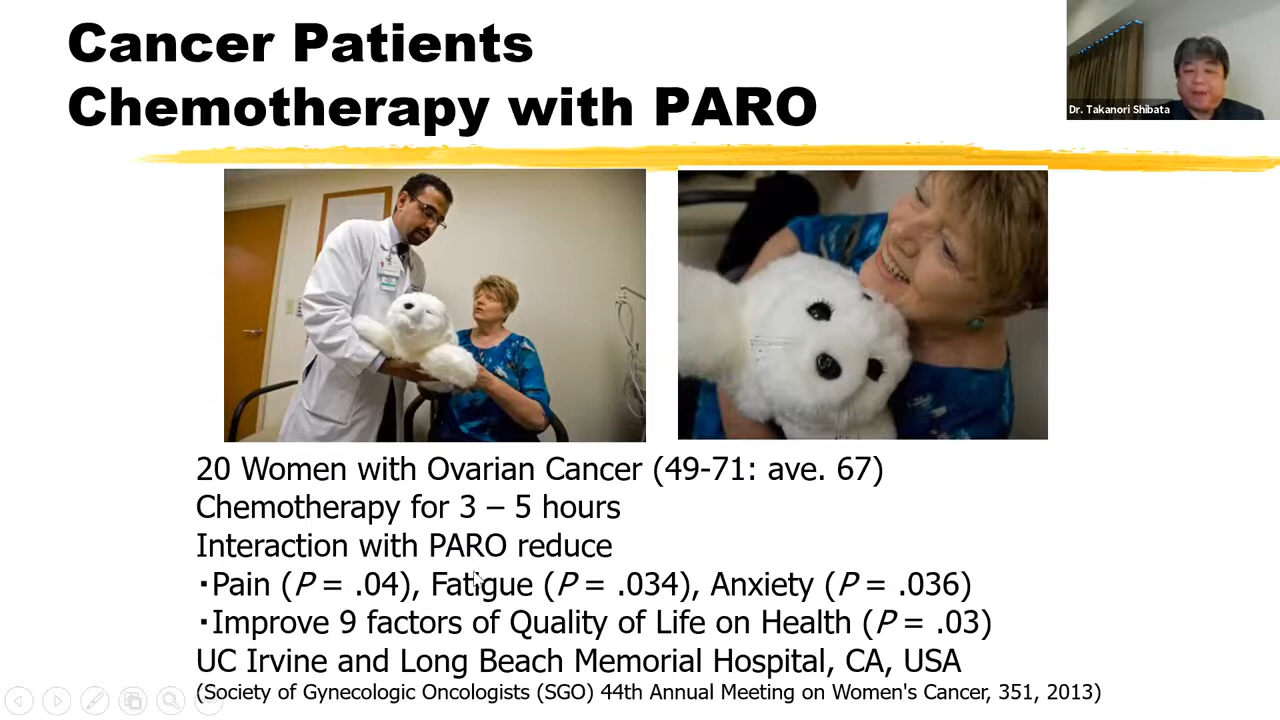 Cancer Patients
Chemotherapy with PARO
Dr. Takanori Shibata
20 Women with Ovarian Cancer (49-71: ave. 67)
Chemotherapy for 3 – 5 hours
Interaction with PARO reduce
・Pain (P = .04), Fatigue (P = .034), Anxiety (P = .036)
・Improve 9 factors of Quality of Life on Health (P = .03)
UC Irvine and Long Beach Memorial Hospital, CA, USA
(Society of Gynecologic Oncologists (SGO) 44th Annual Meeting on Women's Cancer, 351, 2013)